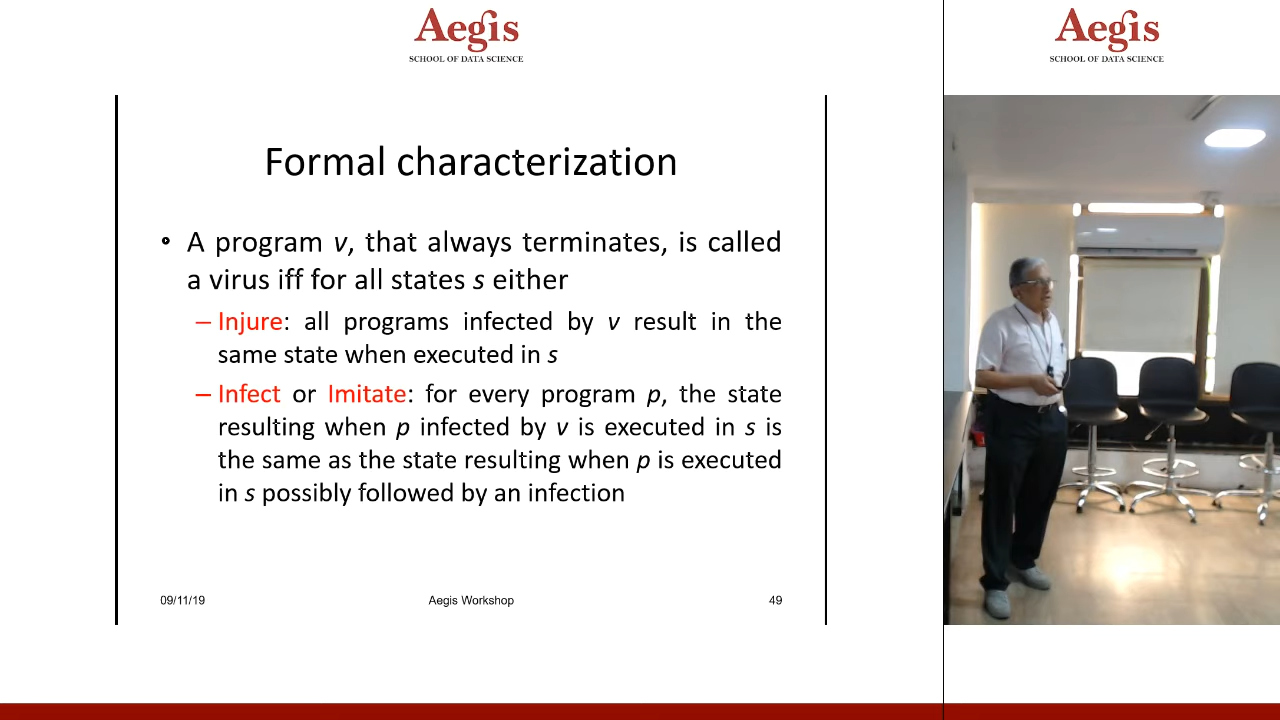 Aegis
SCHOOL OF DATA SCIENCE
Aegis
SCHOOL OF DATA SCIENCE
Formal characterization
• A program v, that always terminates, is called
a virus iff for all states s either
– Injure: all programs infected by v result in the
same state when executed in s
– Infect or Imitate: for every program p, the state
resulting when p infected by v is executed in s is
the same as the state resulting when p is executed
in s possibly followed by an infection
09/11/19
Aegis Workshop
49